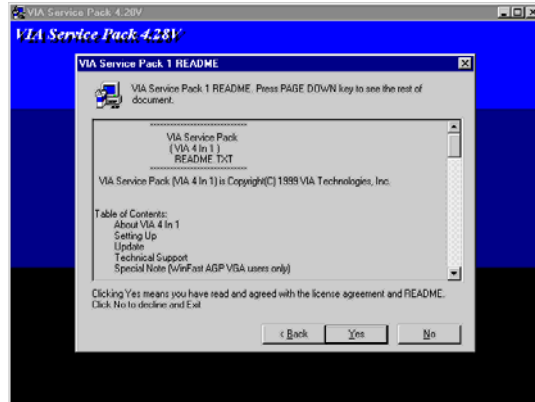 VIA Service Pack 4.20V
VIA Service Pack 4.28V
VIA Service Pack 1 README
VIA Service Pack 1 README. Press PAGE DOWN key to see the rest of
document.
VIA Service Pack
( VIA 4 In 1 )
README.TXT
VIA Service Pack (VIA 4 In 1) is Copyright(C) 1999 VIA Technologies, Inc.
Table of Contents:
About VIA 4 In 1
Setting Up
Update
Technical Support
Special Note (WinFast AGP VGA users only)
Clicking Yes means you have read and agreed with the license agreement and README.
Click No to decline and Exit
< Back
Yes
No